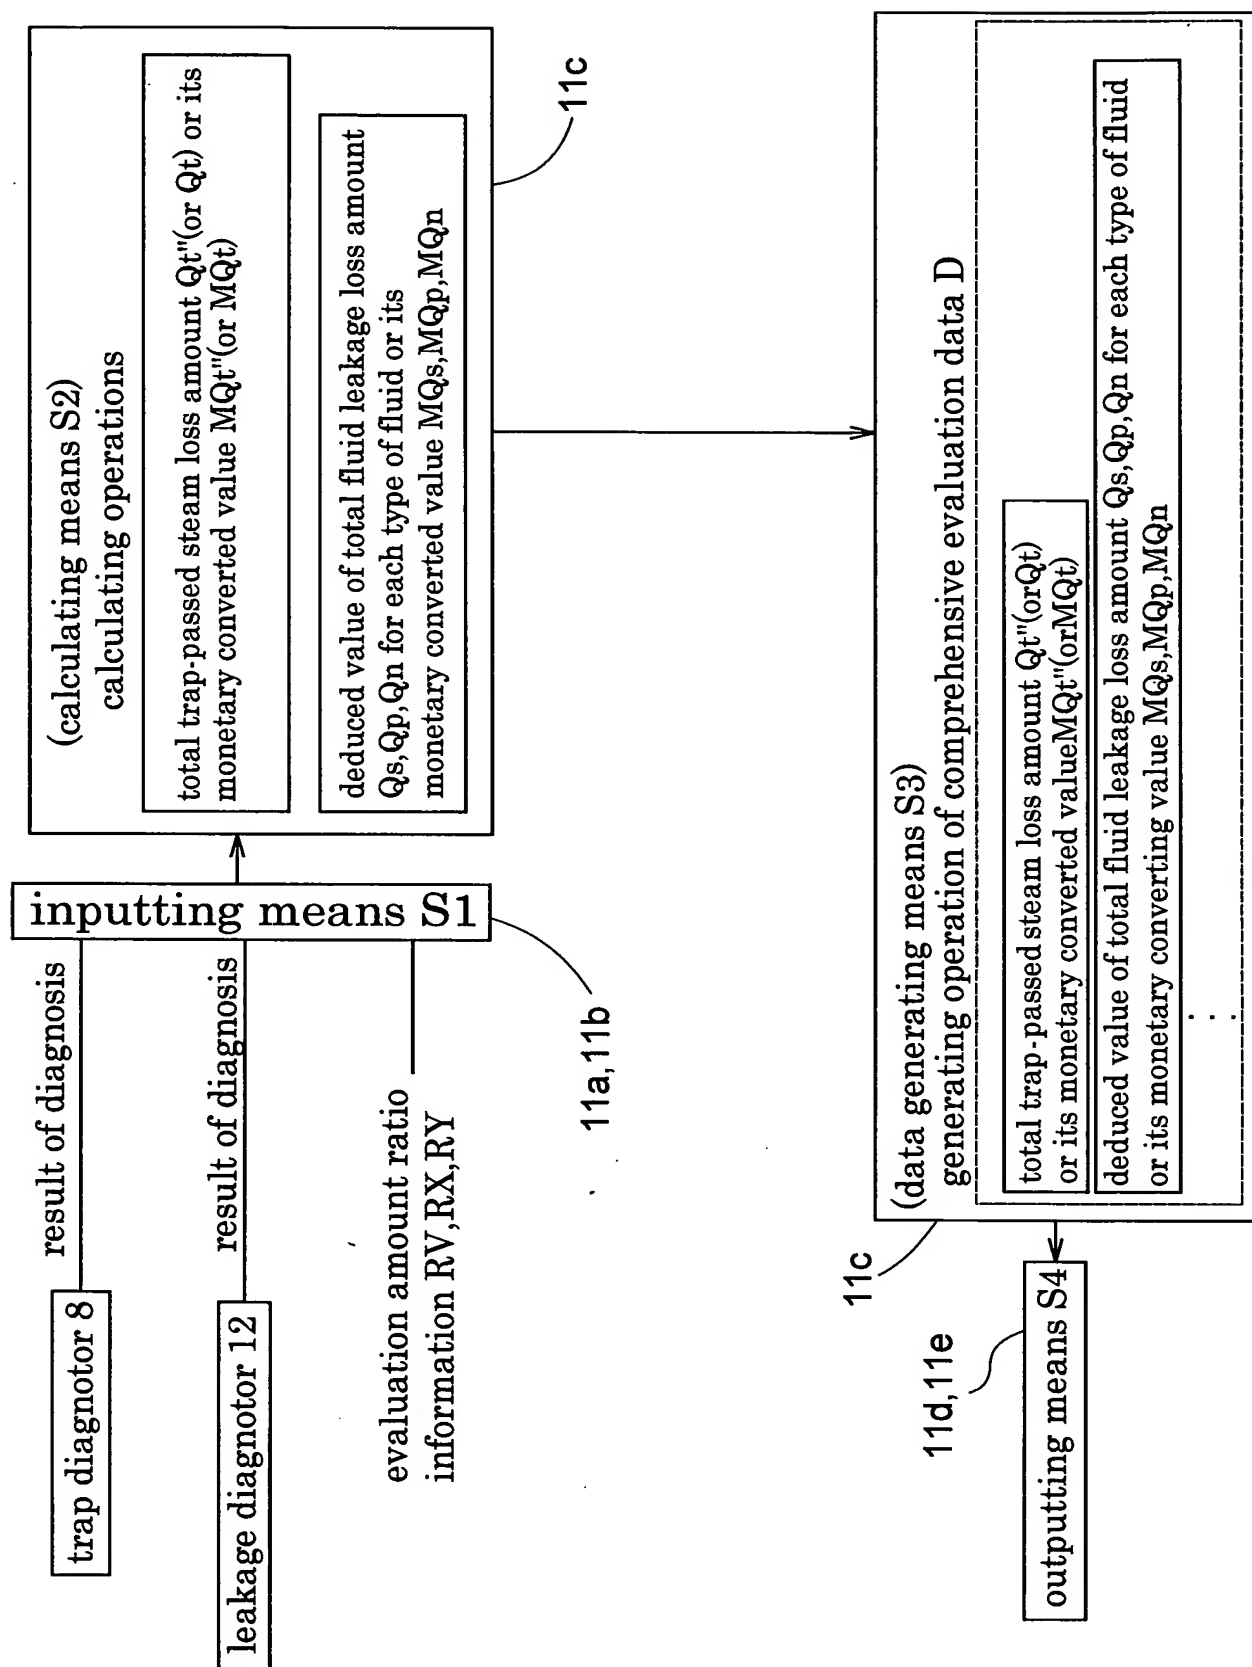 trap diagnotor 8
result of diagnosis
leakage diagnotor 12
result of diagnosis
evaluation amount ratio
information RV,RX,RY
inputting means S1
11a,11b
(calculating means S2)
calculating operations
total trap-passed steam loss amount Qt"(or Qt) or its
monetary converted value MQt"(or MQt)
deduced value of total fluid leakage loss amount
Qs,Qp,Qn for each type of fluid or its
monetary converted value MQs,MQp,MQn
11c
(data generating means S3)
generating operation of comprehensive evaluation data D
total trap-passed steam loss amount Qt"(orQt)
or its monetary converted valueMQt"(orMQt)
deduced value of total fluid leakage loss amount Qs,Qp,Qn for each type of fluid
or its monetary converting value MQs,MQp,MQn
. . .
11c
outputting means S4
11d,11e